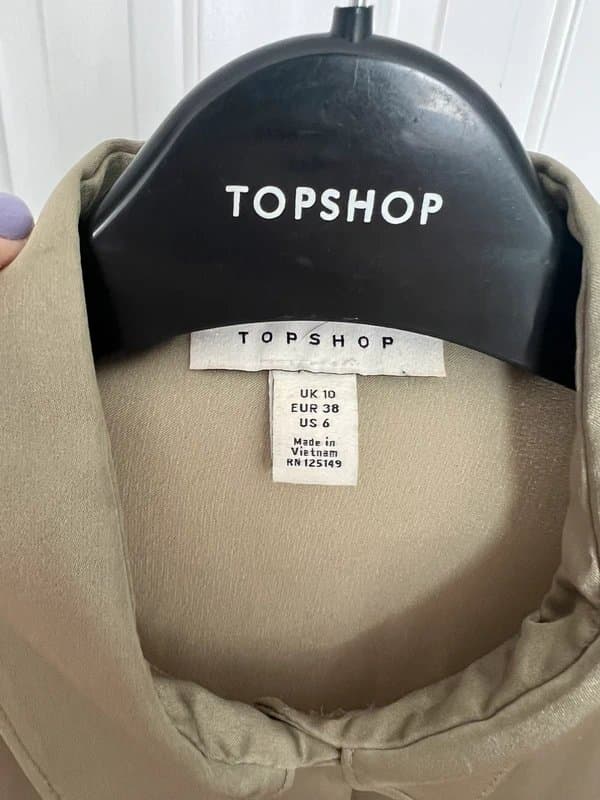 TOPSHOP
TOPSHOP
UK 10
EUR 38
US 6
Made in
Vietnam
RN 125149